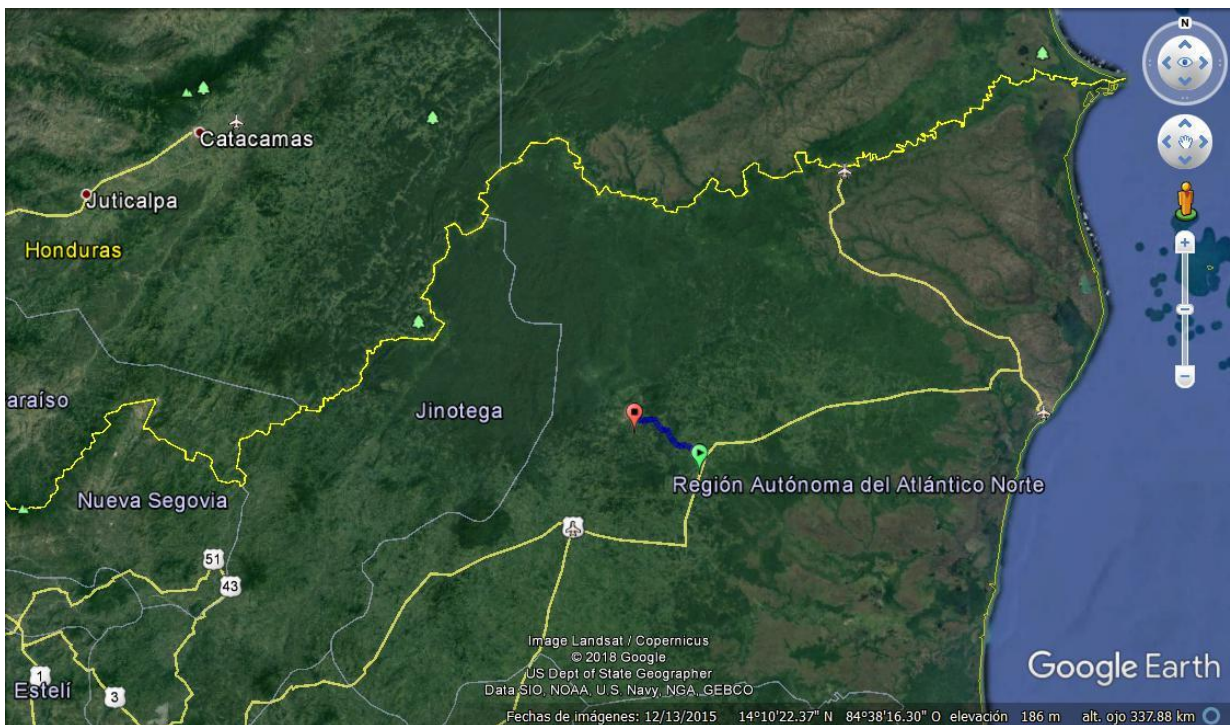 N
Catacamas
Juticalpa
Honduras
araíso
Jinotega
Región Autónoma del Atlántico Norte
Nueva Segovia
51
43
1
3
Estelí
Image Landsat / Copernicus
© 2018 Google
US Dept of State Geographer
Data SIO, NOAA, U.S. Navy, NGA, GEBCO
Google Earth
Fechas de imágenes: 12/13/2015 14°10'22.37" N 84°38'16.30" O elevación 186 m alt. ojo 337.88 km